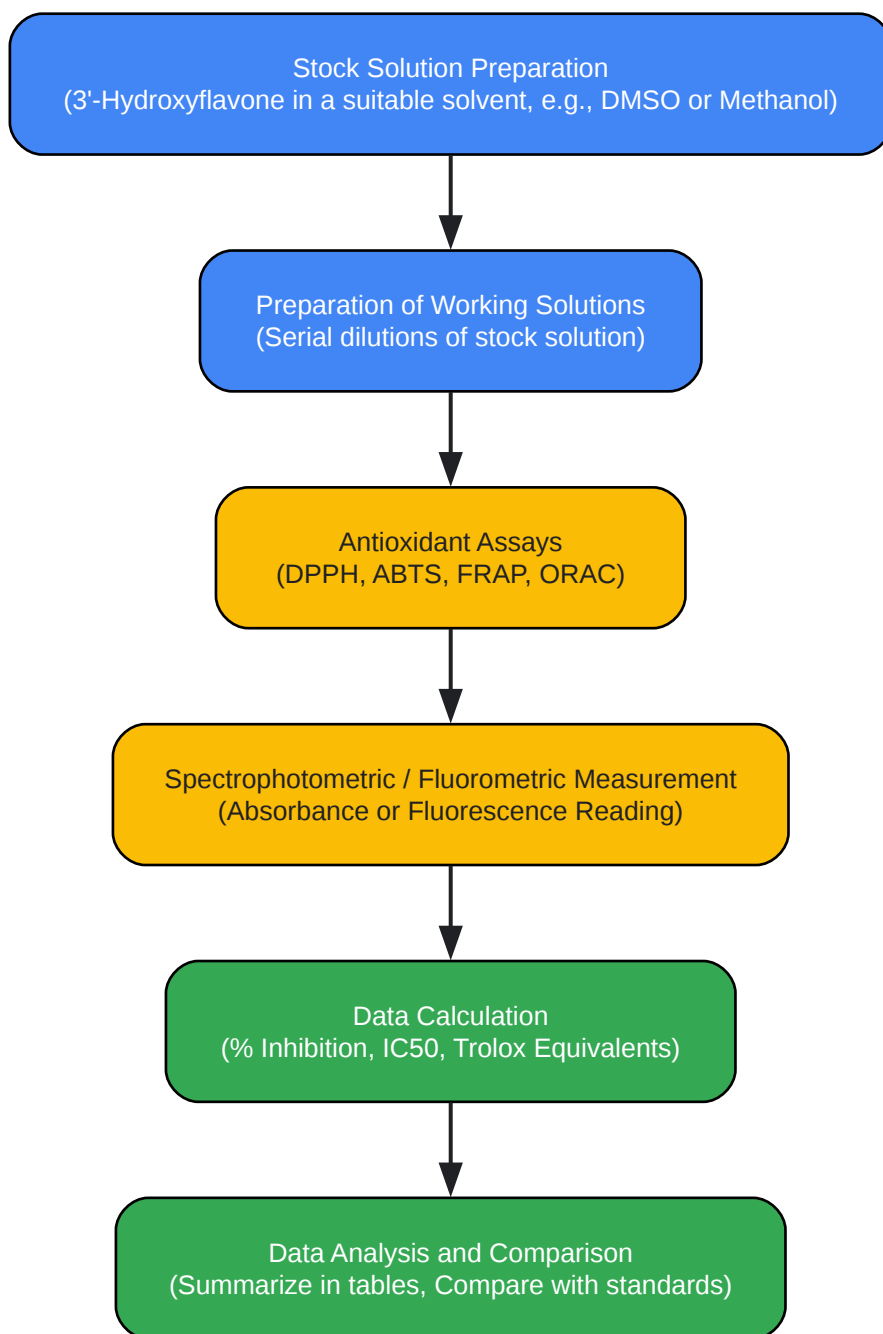 Stock Solution Preparation
(3'-Hydroxyflavone in a suitable solvent, e.g., DMSO or Methanol)
Preparation of Working Solutions
(Serial dilutions of stock solution)
Antioxidant Assays
(DPPH, ABTS, FRAP, ORAC)
Spectrophotometric / Fluorometric Measurement
(Absorbance or Fluorescence Reading)
Data Calculation
(% Inhibition, IC50, Trolox Equivalents)
Data Analysis and Comparison
(Summarize in tables, Compare with standards)